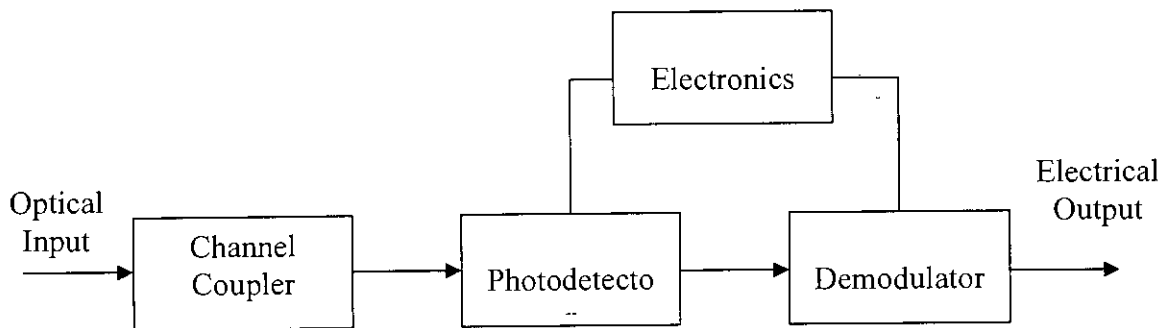 Electronics
Optical
Input
Channel
Coupler
Photodetecto
Demodulator
Electrical
Output